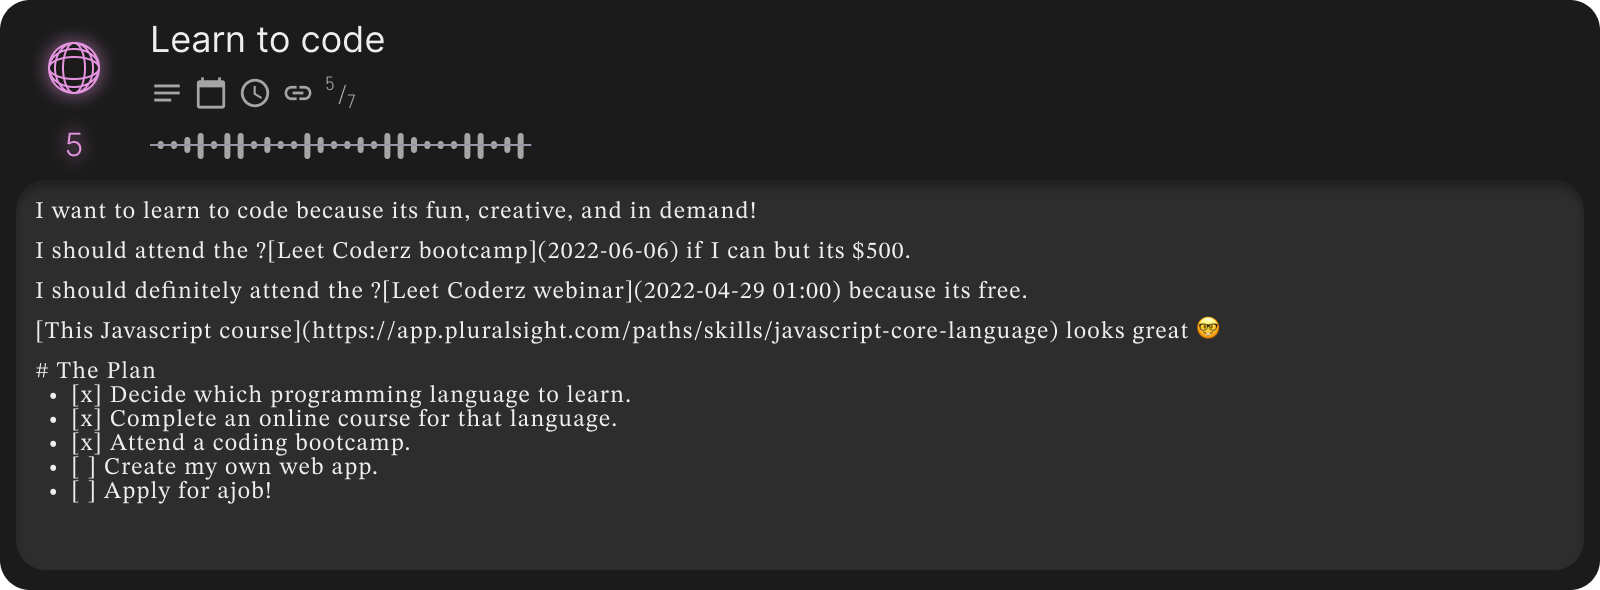 Learn to code
5/7
5
I want to learn to code because its fun, creative, and in demand!
I should attend the ?[Leet Coderz bootcamp](2022-06-06) if I can but its $500.
I should definitely attend the ?[Leet Coderz webinar](2022-04-29 01:00) because its free.
[This Javascript course](https://app.pluralsight.com/paths/skills/javascript-core-language) looks great 🤓
# The Plan
• [x] Decide which programming language to learn.
• [x] Complete an online course for that language.
• [x] Attend a coding bootcamp.
• [ ] Create my own web app.
• [ ] Apply for ajob!